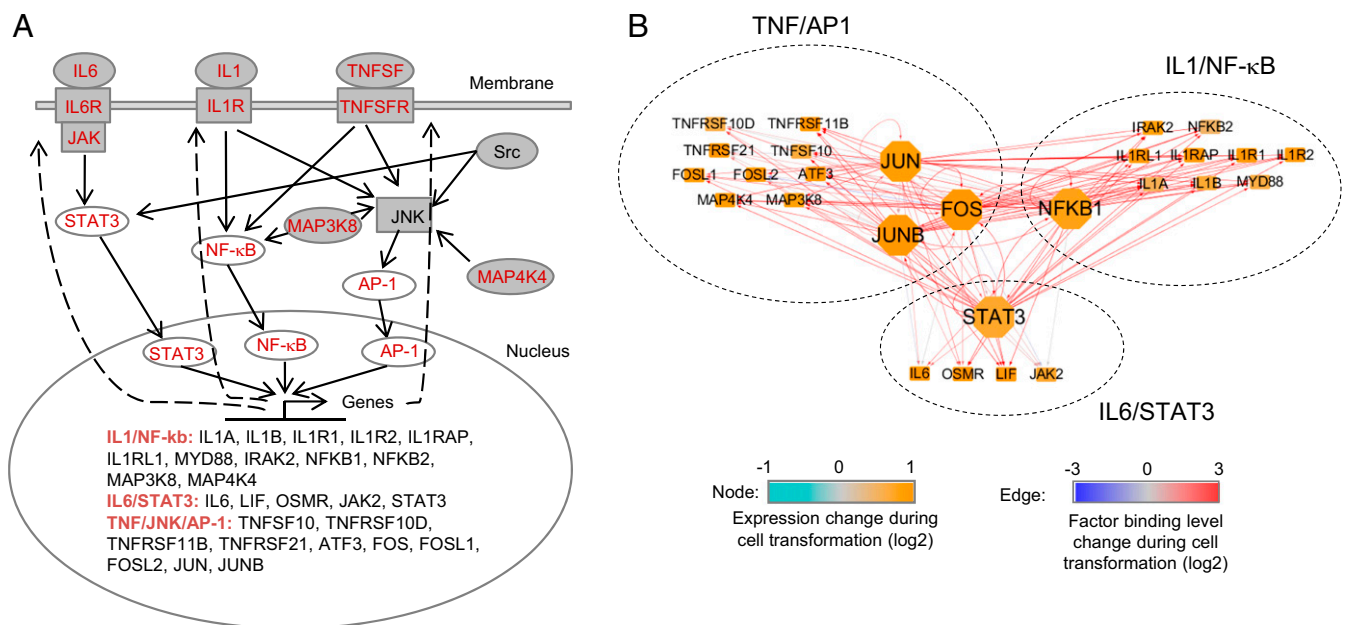 A
IL6
IL1
TNFSF
Membrane
IL6R
IL1R
TNFSFR
JAK
Src
STAT3
MAP3K8
JNK
NF-κB
MAP4K4
AP-1
Nucleus
STAT3
NF-κB
AP-1
Genes
IL1/NF-kb: IL1A, IL1B, IL1R1, IL1R2, IL1RAP,
IL1RL1, MYD88, IRAK2, NFKB1, NFKB2,
MAP3K8, MAP4K4
IL6/STAT3: IL6, LIF, OSMR, JAK2, STAT3
TNF/JNK/AP-1: TNFSF10, TNFRSF10D,
TNFRSF11B, TNFRSF21, ATF3, FOS, FOSL1,
FOSL2, JUN, JUNB
B
TNF/AP1
IL1/NF-κB
TNFRSF10D TNFRSF11B
TNFRSF21 TNFSF10
FOSL1 FOSL2 ATF3
MAP4K4 MAP3K8
JUN
FOS
JUNB
NFKB1
IRAK2 NFKB2
IL1RL1 IL1RAP IL1R1 IL1R2
IL1A IL1B MYD88
STAT3
IL6 OSMR LIF JAK2
IL6/STAT3
-1 0 1
Node:
Expression change during
cell transformation (log2)
-3 0 3
Edge:
Factor binding level
change during cell
transformation (log2)